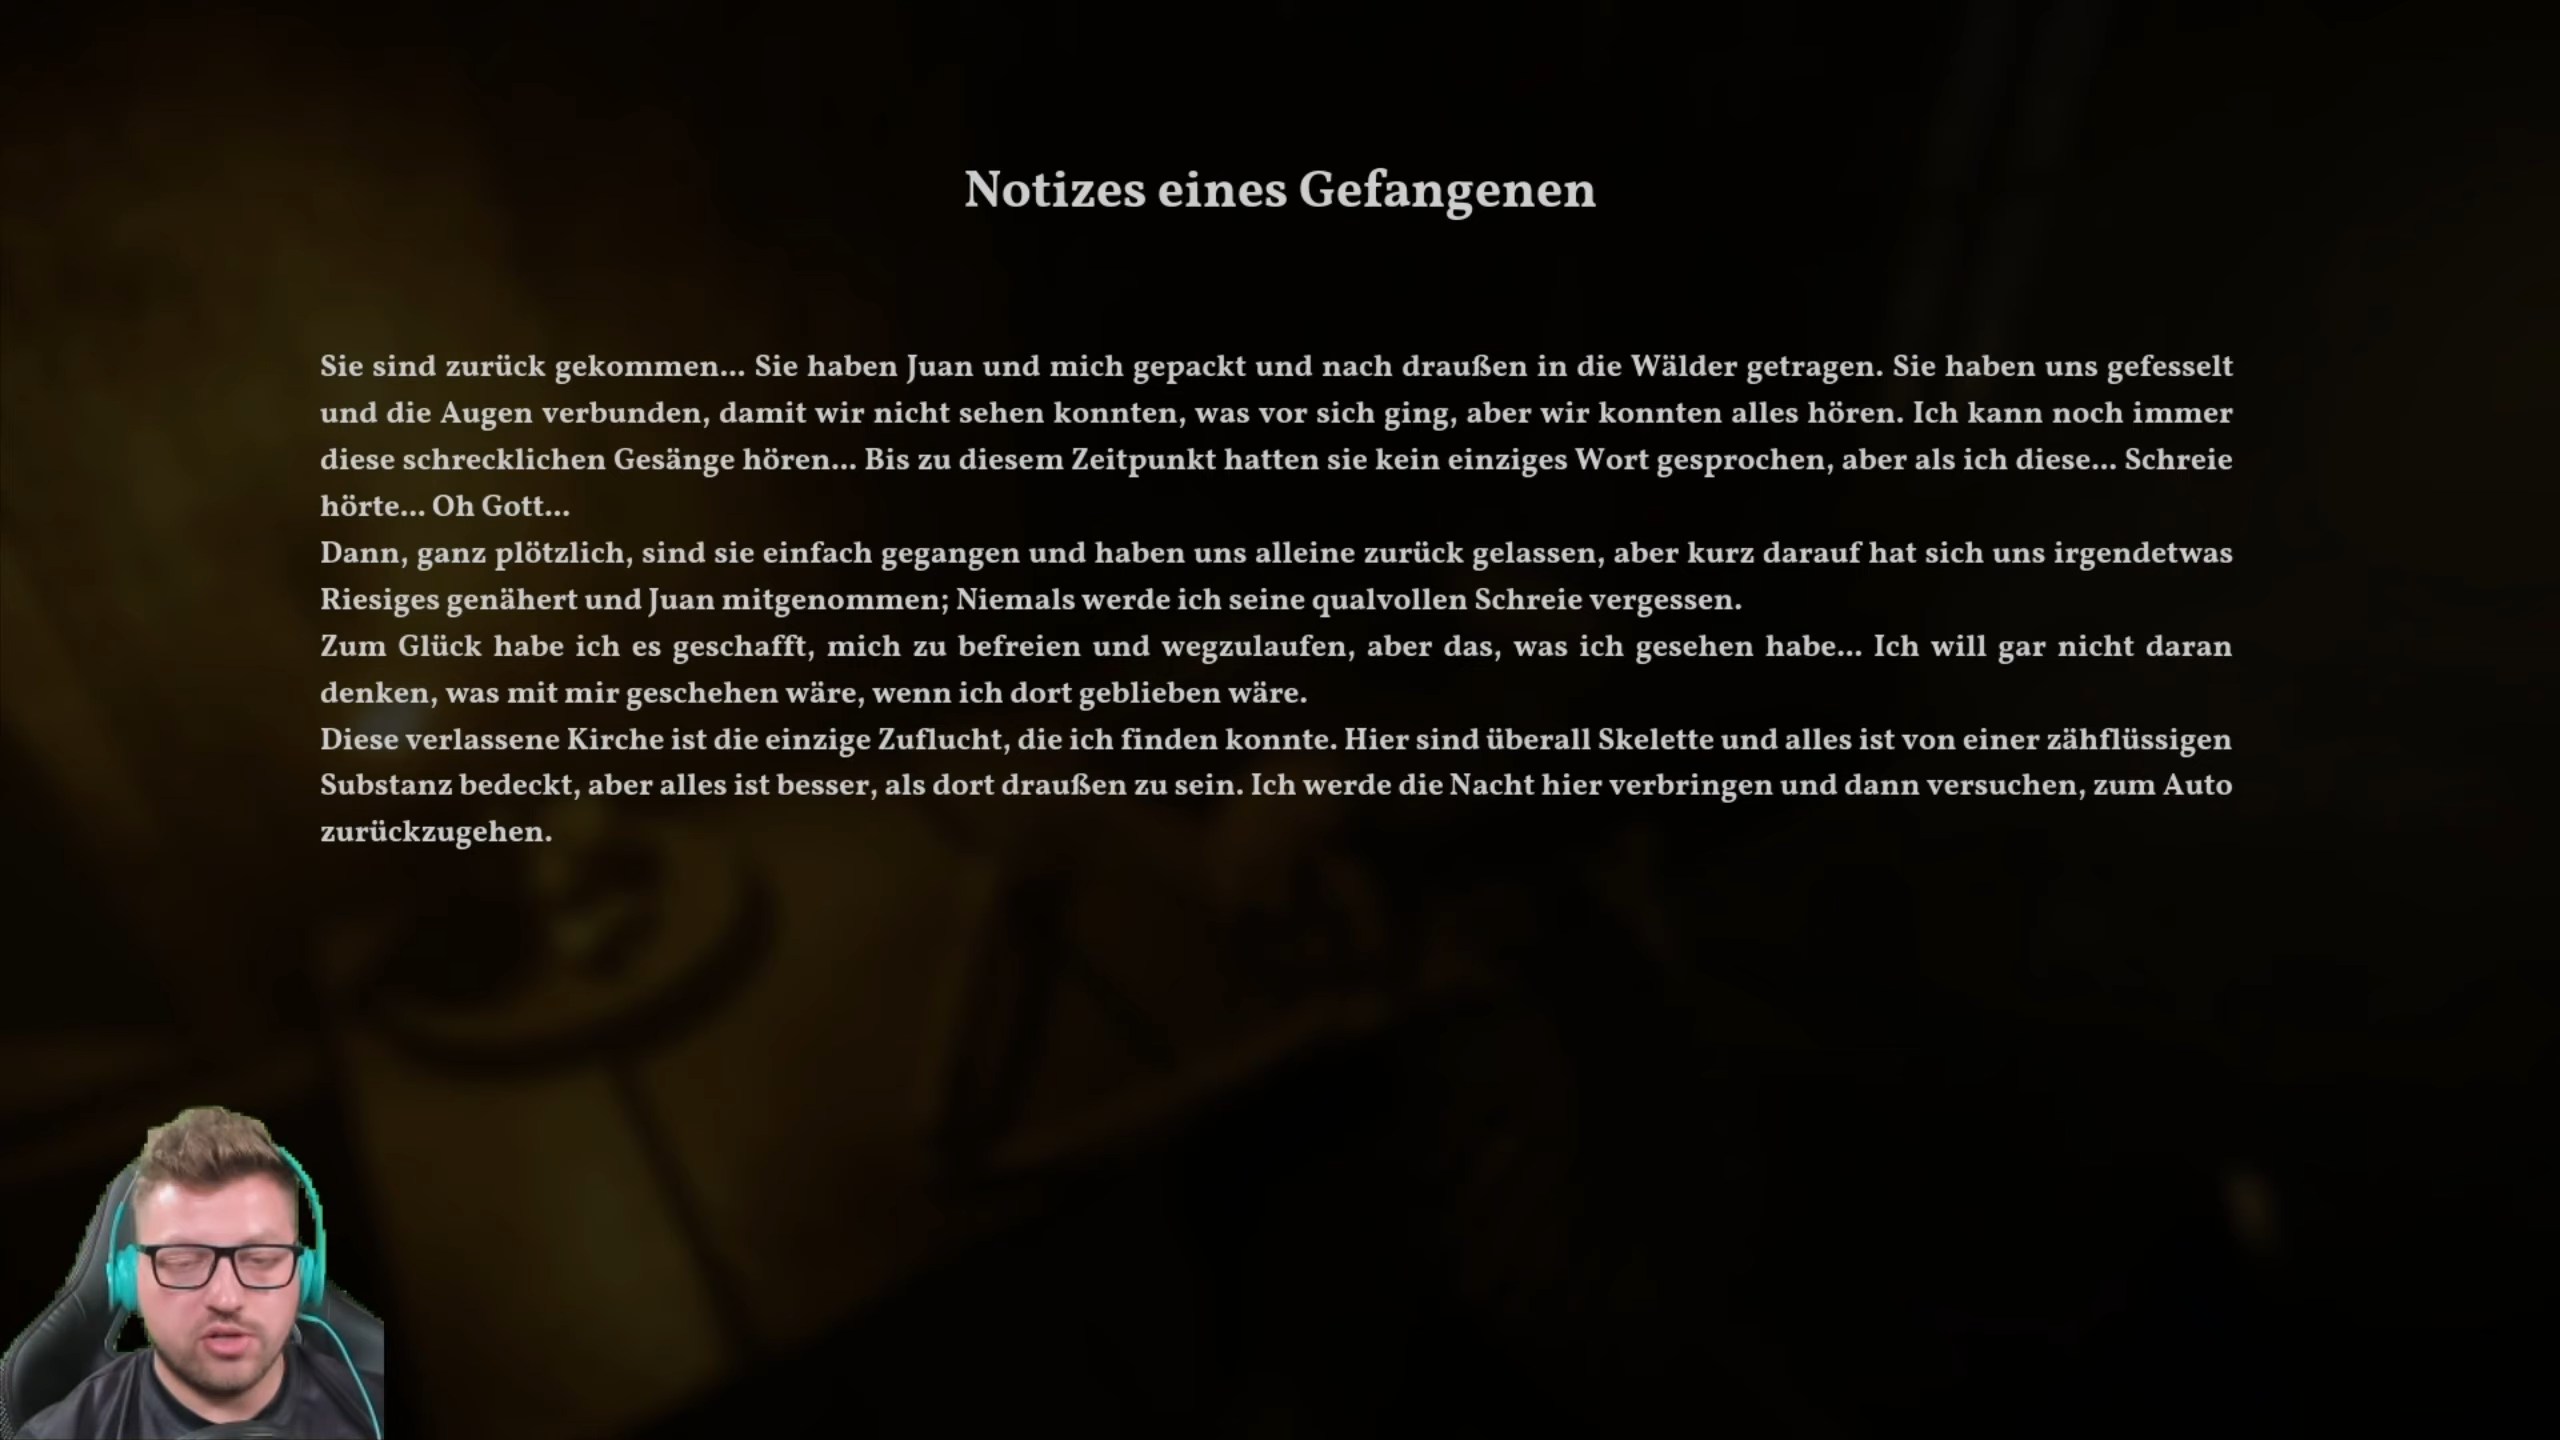 Notizes eines Gefangenen
Sie sind zurück gekommen... Sie haben Juan und mich gepackt und nach draußen in die Wälder getragen. Sie haben uns gefesselt
und die Augen verbunden, damit wir nicht sehen konnten, was vor sich ging, aber wir konnten alles hören. Ich kann noch immer
diese schrecklichen Gesänge hören... Bis zu diesem Zeitpunkt hatten sie kein einziges Wort gesprochen, aber als ich diese... Schreie
hörte... Oh Gott...
Dann, ganz plötzlich, sind sie einfach gegangen und haben uns alleine zurück gelassen, aber kurz darauf hat sich uns irgendetwas
Riesiges genähert und Juan mitgenommen; Niemals werde ich seine qualvollen Schreie vergessen.
Zum Glück habe ich es geschafft, mich zu befreien und wegzulaufen, aber das, was ich gesehen habe... Ich will gar nicht daran
denken, was mit mir geschehen wäre, wenn ich dort geblieben wäre.
Diese verlassene Kirche ist die einzige Zuflucht, die ich finden konnte. Hier sind überall Skelette und alles ist von einer zähflüssigen
Substanz bedeckt, aber alles ist besser, als dort draußen zu sein. Ich werde die Nacht hier verbringen und dann versuchen, zum Auto
zurückzugehen.